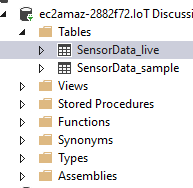 ec2amaz-2882f72.IoT Discussi
Tables
SensorData_live
SensorData_sample
Views
Stored Procedures
Functions
Synonyms
Types
Assemblies